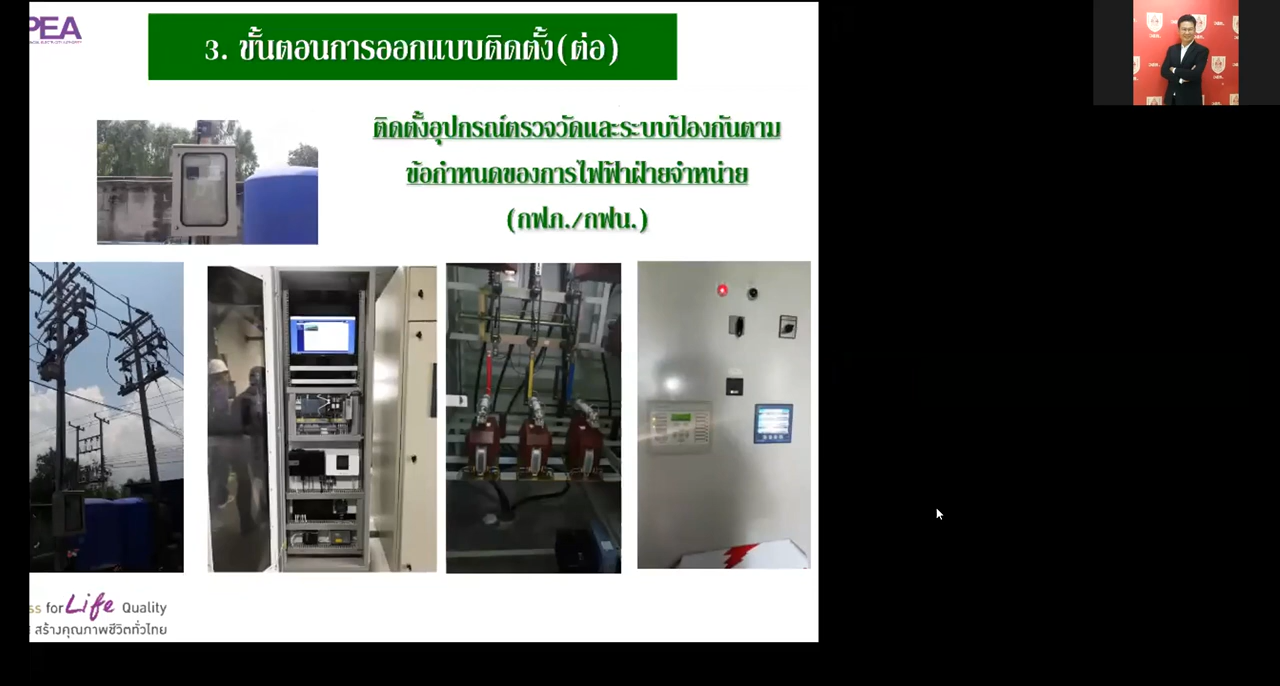 PEA
3. ขั้นตอนการออกแบบติดตั้ง(ต่อ)
ติดตั้งอุปกรณ์ตรวจวัดและระบบป้องกันตาม
ข้อกำหนดของการไฟฟ้าฝ่ายจำหน่าย
(กฟภ./กฟน.)
ss for Life Quality
สร้างคุณภาพชีวิตทั่วไทย